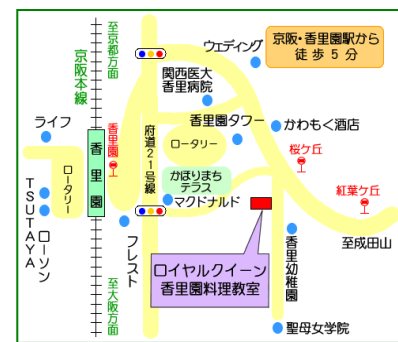 至京都方面
京阪本線
ウェディング
京阪・香里園駅から
徒歩5分
関西医大
香里病院
ライフ
香里園
香里園
府道21号線
香里園タワー
かわもく酒店
ロータリー
ロータリー
桜ケ丘
かほりまち
テラス
マクドナルド
紅葉ケ丘
TSUTAYA
ローソン
フレスト
香里幼稚園
至成田山
ロイヤルクイーン
香里園料理教室
至大阪方面
聖母女学院